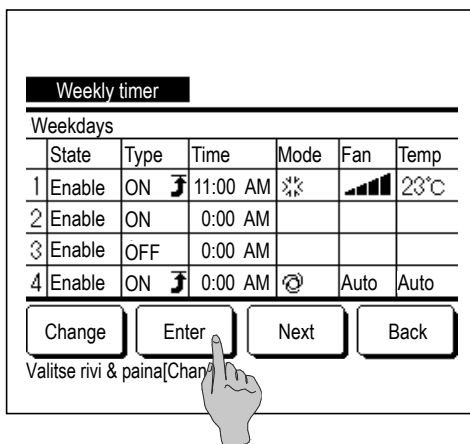 Weekly timer
Weekdays
State Type Time Mode Fan Temp
1 Enable ON 11:00 AM 23°C
2 Enable ON 0:00 AM
3 Enable OFF 0:00 AM
4 Enable ON 0:00 AM Auto Auto
Change Enter Next Back
Valitse rivi & paina[Chan